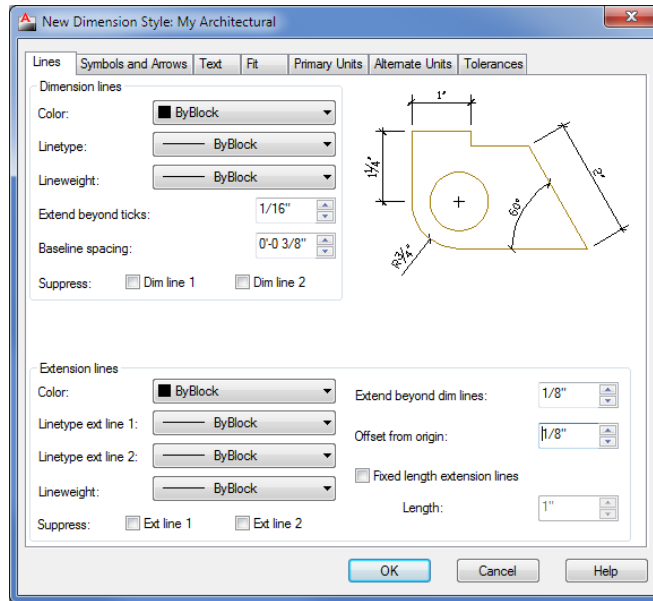 New Dimension Style: My Architectural
Lines Symbols and Arrows Text Fit Primary Units Alternate Units Tolerances
Dimension lines
Color: ByBlock
Linetype: ByBlock
Lineweight: ByBlock
Extend beyond ticks: 1/16"
Baseline spacing: 0'-0 3/8"
Suppress: Dim line 1 Dim line 2
1"
1¼"
2"
60°
R¾"
Extension lines
Color: ByBlock
Linetype ext line 1: ByBlock
Linetype ext line 2: ByBlock
Lineweight: ByBlock
Suppress: Ext line 1 Ext line 2
Extend beyond dim lines: 1/8"
Offset from origin: 1/8"
Fixed length extension lines
Length: 1"
OK Cancel Help